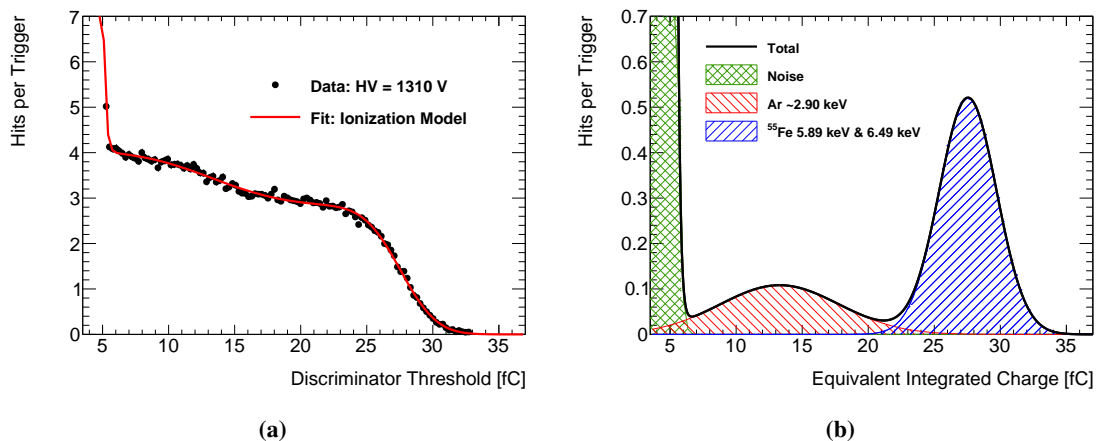 Hits per Trigger
7
6
5
4
3
2
1
0
Data: HV = 1310 V
Fit: Ionization Model
5 10 15 20 25 30 35
Discriminator Threshold [fC]
(a)
Hits per Trigger
0.7
0.6
0.5
0.4
0.3
0.2
0.1
0
Total
Noise
Ar ~2.90 keV
⁵⁵Fe 5.89 keV & 6.49 keV
5 10 15 20 25 30 35
Equivalent Integrated Charge [fC]
(b)